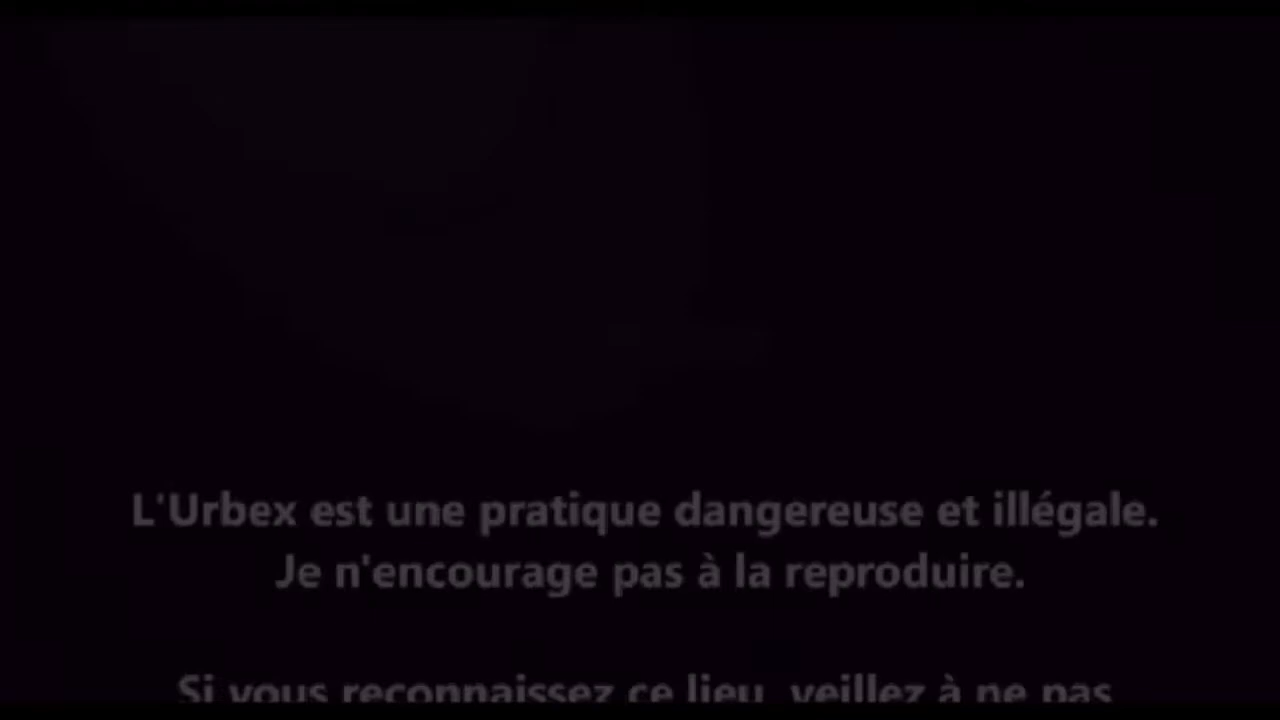 L'Urbex est une pratique dangereuse et illégale.
Je n'encourage pas à la reproduire.
Si vous reconnaissez ce lieu, veillez à ne pas